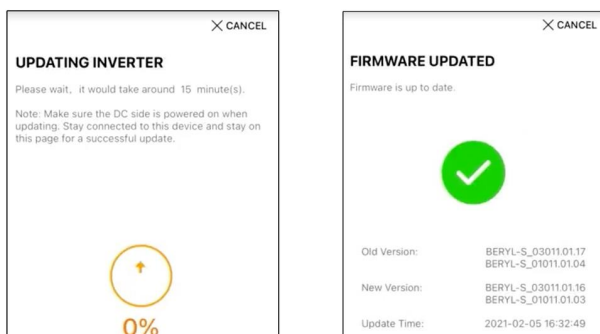 CANCEL
UPDATING INVERTER
Please wait, it would take around 15 minute(s).
Note: Make sure the DC side is powered on when
updating. Stay connected to this device and stay on
this page for a successful update.
0%
CANCEL
FIRMWARE UPDATED
Firmware is up to date.
Old Version: BERYL-S_03011.01.17
BERYL-S_01011.01.04
New Version: BERYL-S_03011.01.16
BERYL-S_01011.01.03
Update Time: 2021-02-05 16:32:49